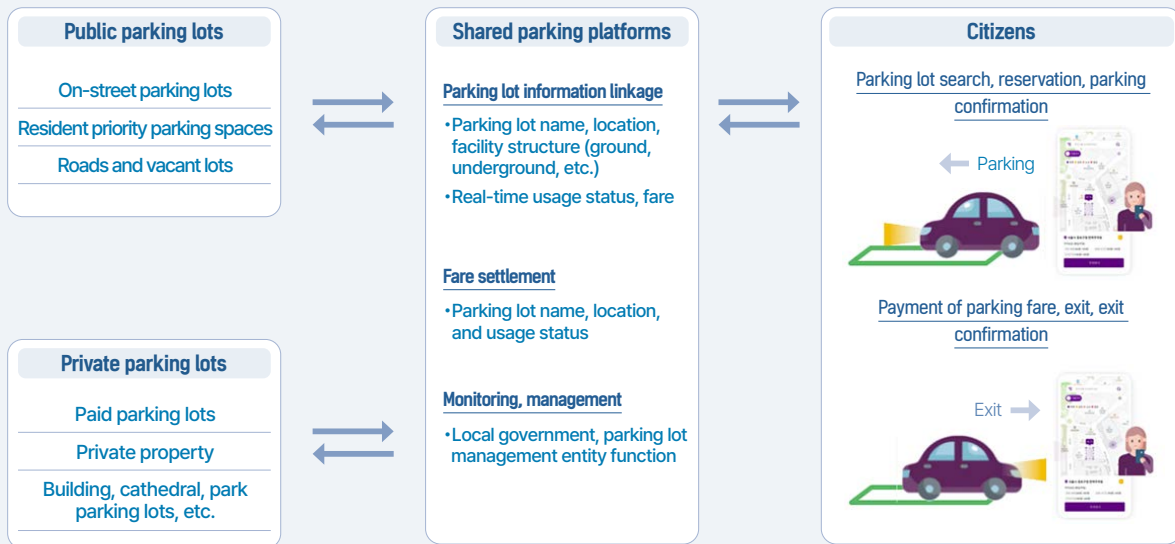 Public parking lots
On-street parking lots
Resident priority parking spaces
Roads and vacant lots
Private parking lots
Paid parking lots
Private property
Building, cathedral, park
parking lots, etc.
Shared parking platforms
Parking lot information linkage
•Parking lot name, location,
facility structure (ground,
underground, etc.)
•Real-time usage status, fare
Fare settlement
•Parking lot name, location,
and usage status
Monitoring, management
•Local government, parking lot
management entity function
Citizens
Parking lot search, reservation, parking
confirmation
Parking
Payment of parking fare, exit, exit
confirmation
Exit